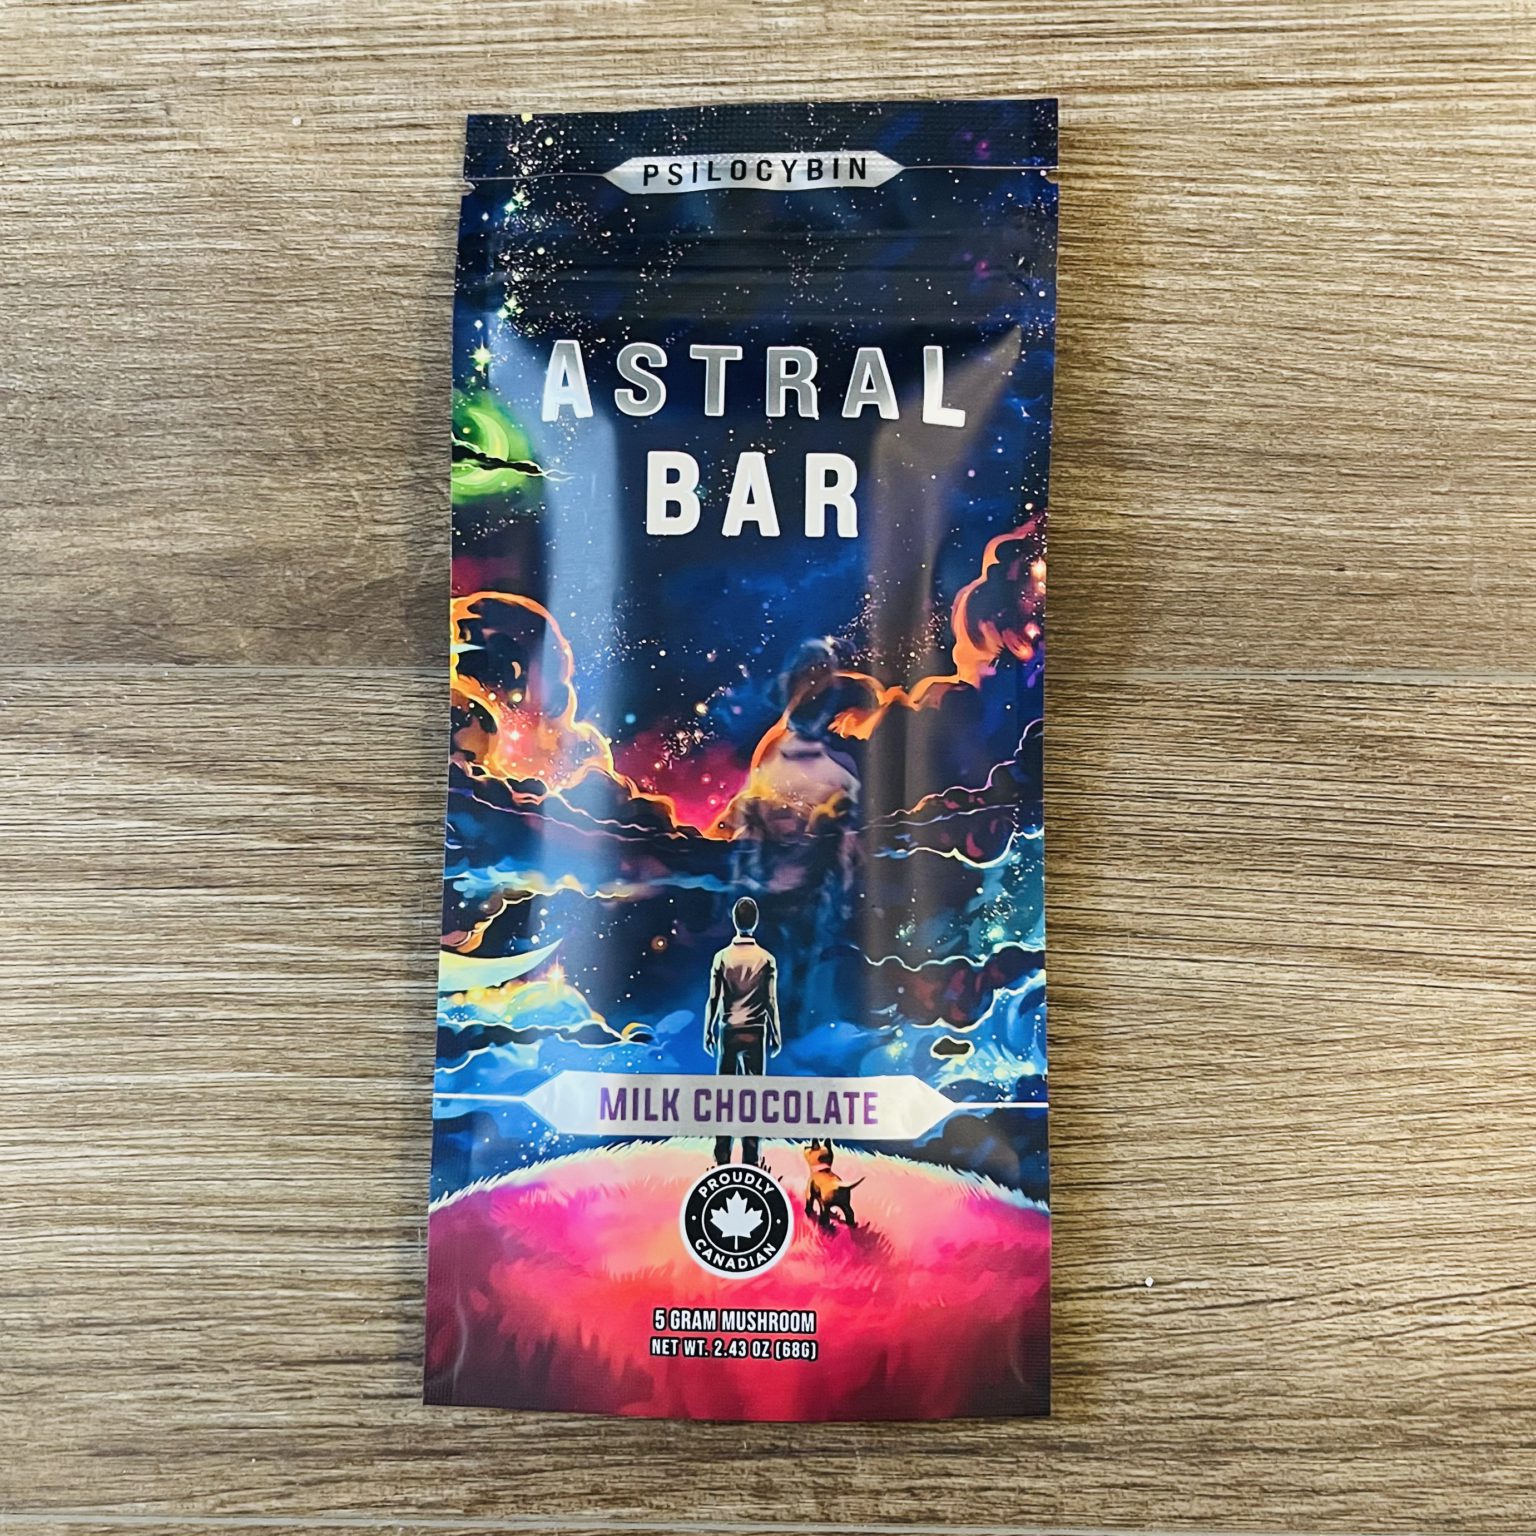 PSILOCYBIN
ASTRAL
BAR
MILK CHOCOLATE
PROUDLY
CANADIAN
5 GRAM MUSHROOM
NET WT. 2.43 OZ (68G)